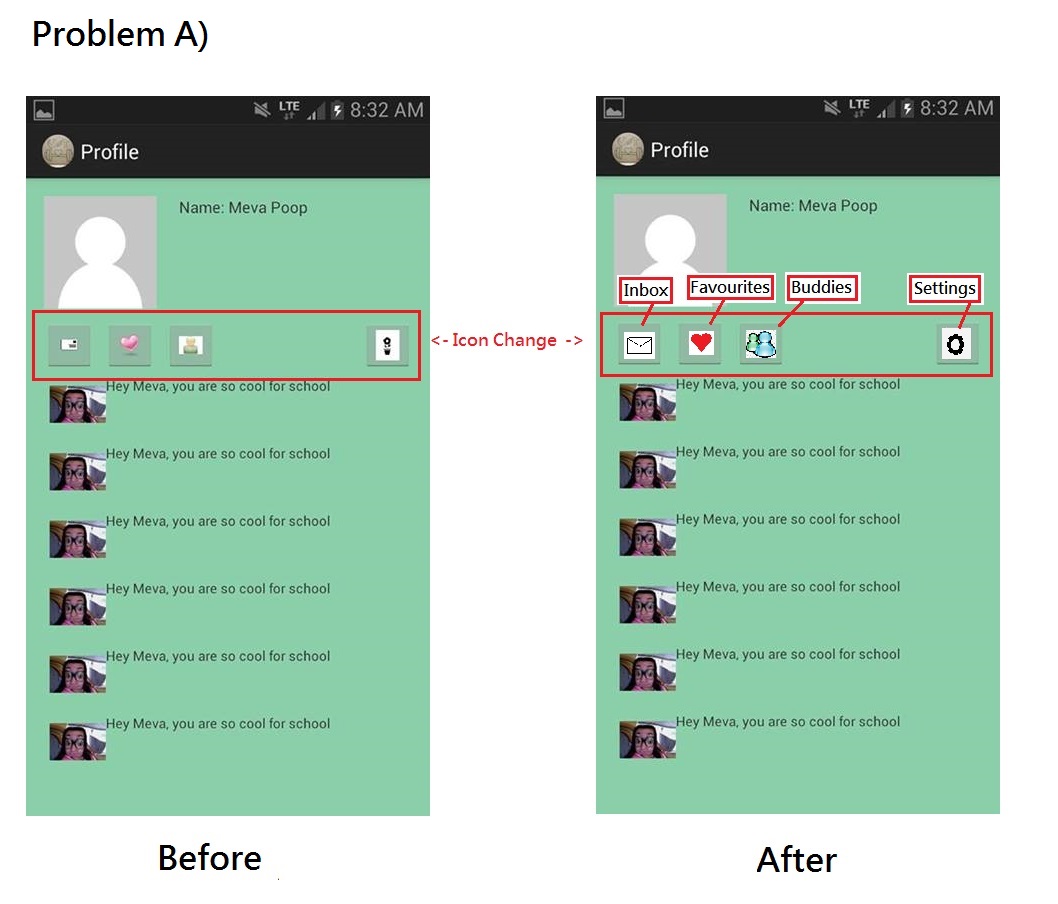 Problem A)
LTE 8:32 AM
Profile
Name: Meva Poop
Hey Meva, you are so cool for school
Hey Meva, you are so cool for school
Hey Meva, you are so cool for school
Hey Meva, you are so cool for school
Hey Meva, you are so cool for school
Hey Meva, you are so cool for school
Before
<- Icon Change ->
LTE 8:32 AM
Profile
Name: Meva Poop
Inbox
Favourites
Buddies
Settings
Hey Meva, you are so cool for school
Hey Meva, you are so cool for school
Hey Meva, you are so cool for school
Hey Meva, you are so cool for school
Hey Meva, you are so cool for school
Hey Meva, you are so cool for school
After